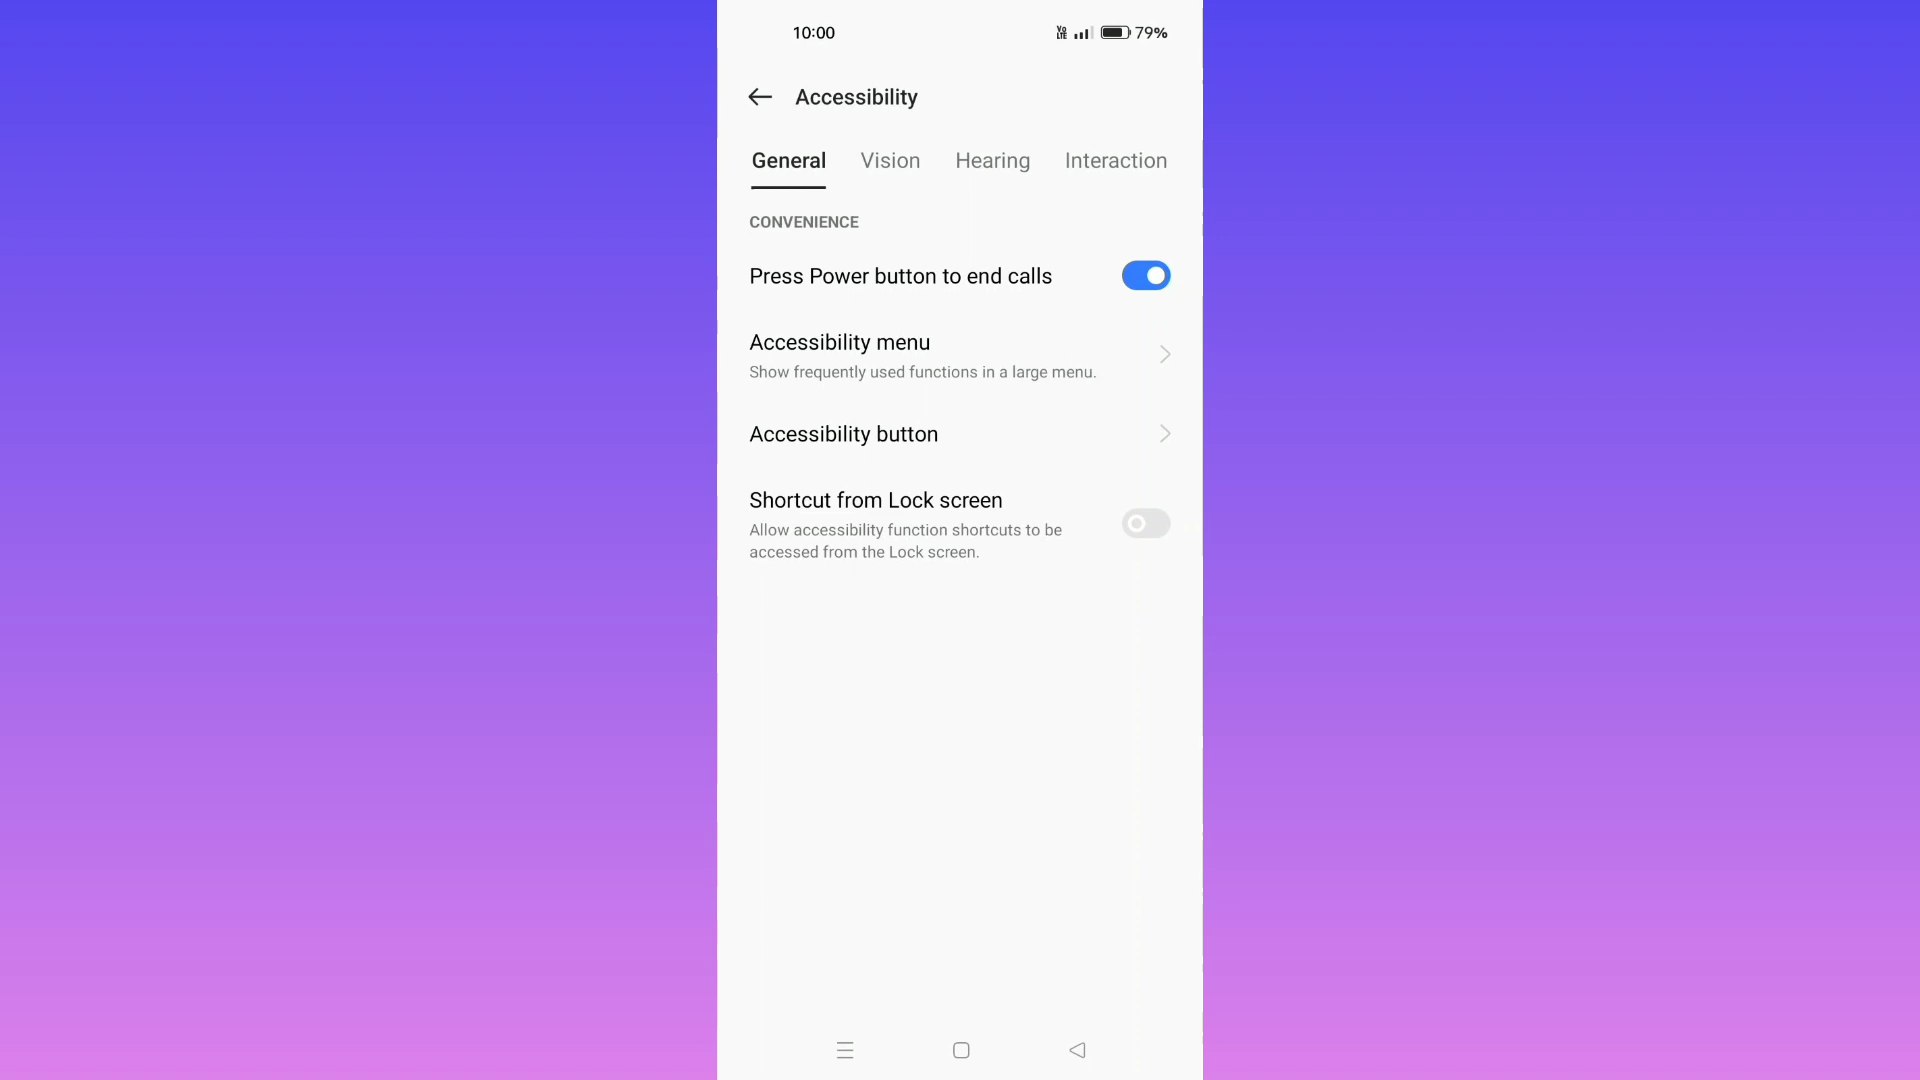 10:00
Vo LTE 79%
Accessibility
General Vision Hearing Interaction
CONVENIENCE
Press Power button to end calls
Accessibility menu
Show frequently used functions in a large menu.
Accessibility button
Shortcut from Lock screen
Allow accessibility function shortcuts to be
accessed from the Lock screen.